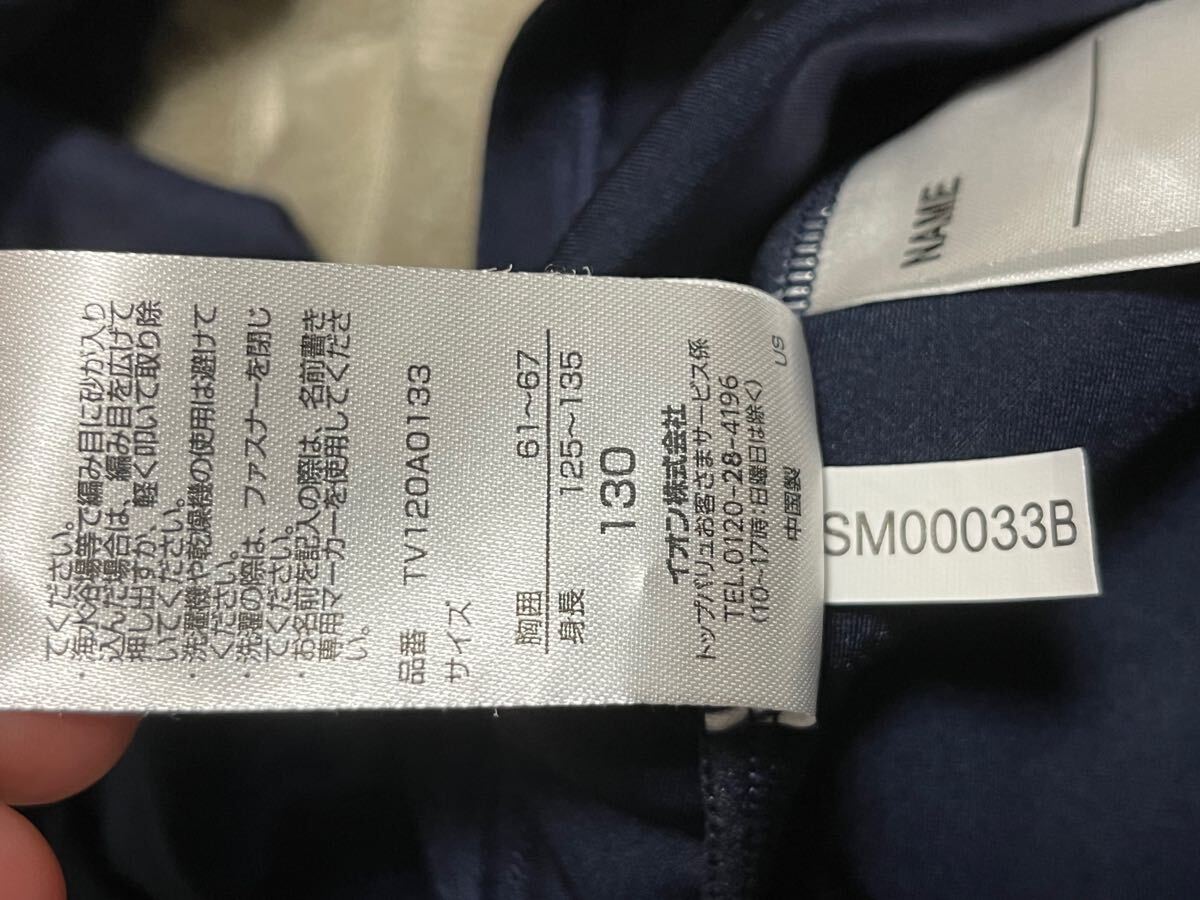 てください。
・海水浴場等で編み目に砂が入り
込んだ場合は、編み目を広げて
押し出すか、軽く叩いて取り除
いてください。
・洗濯機や乾燥機の使用は避けて
ください。
・洗濯の際は、ファスナーを閉じ
てください。
・お名前を記入の際は、名前書き
専用マーカーを使用してくださ
い。
品番 TV120A0133
サイズ
胸囲 61~67
身長 125~135
130
イオン株式会社
トップバリュお客さまサービス係
TEL.0120-28-4196
(10~17時:日曜日は除く)
中国製 US
SM00033B
NAME